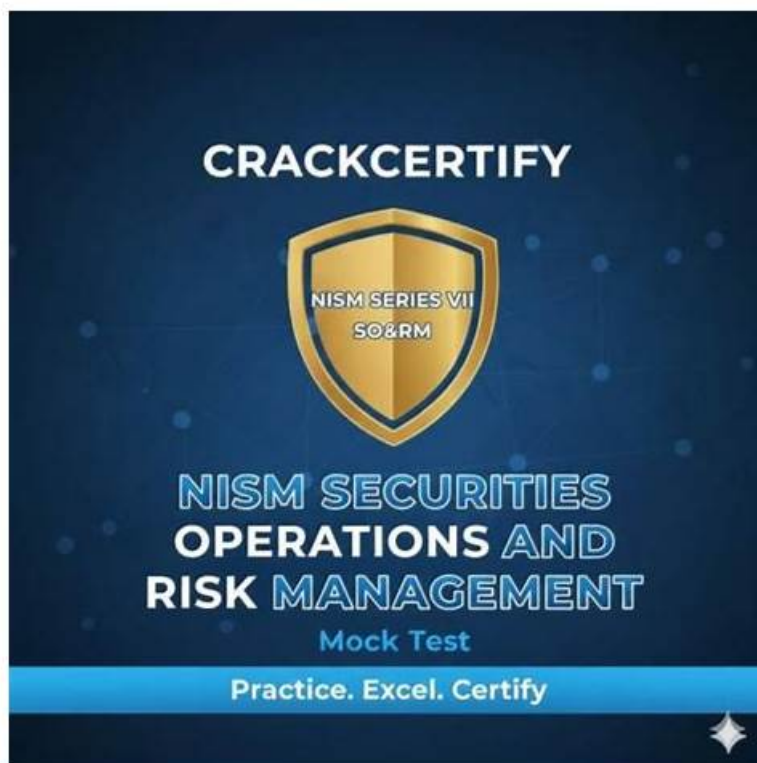 CRACKCERTIFY
NISM SERIES VII
SO&RM
NISM SECURITIES
OPERATIONS AND
RISK MANAGEMENT
Mock Test
Practice. Excel. Certify